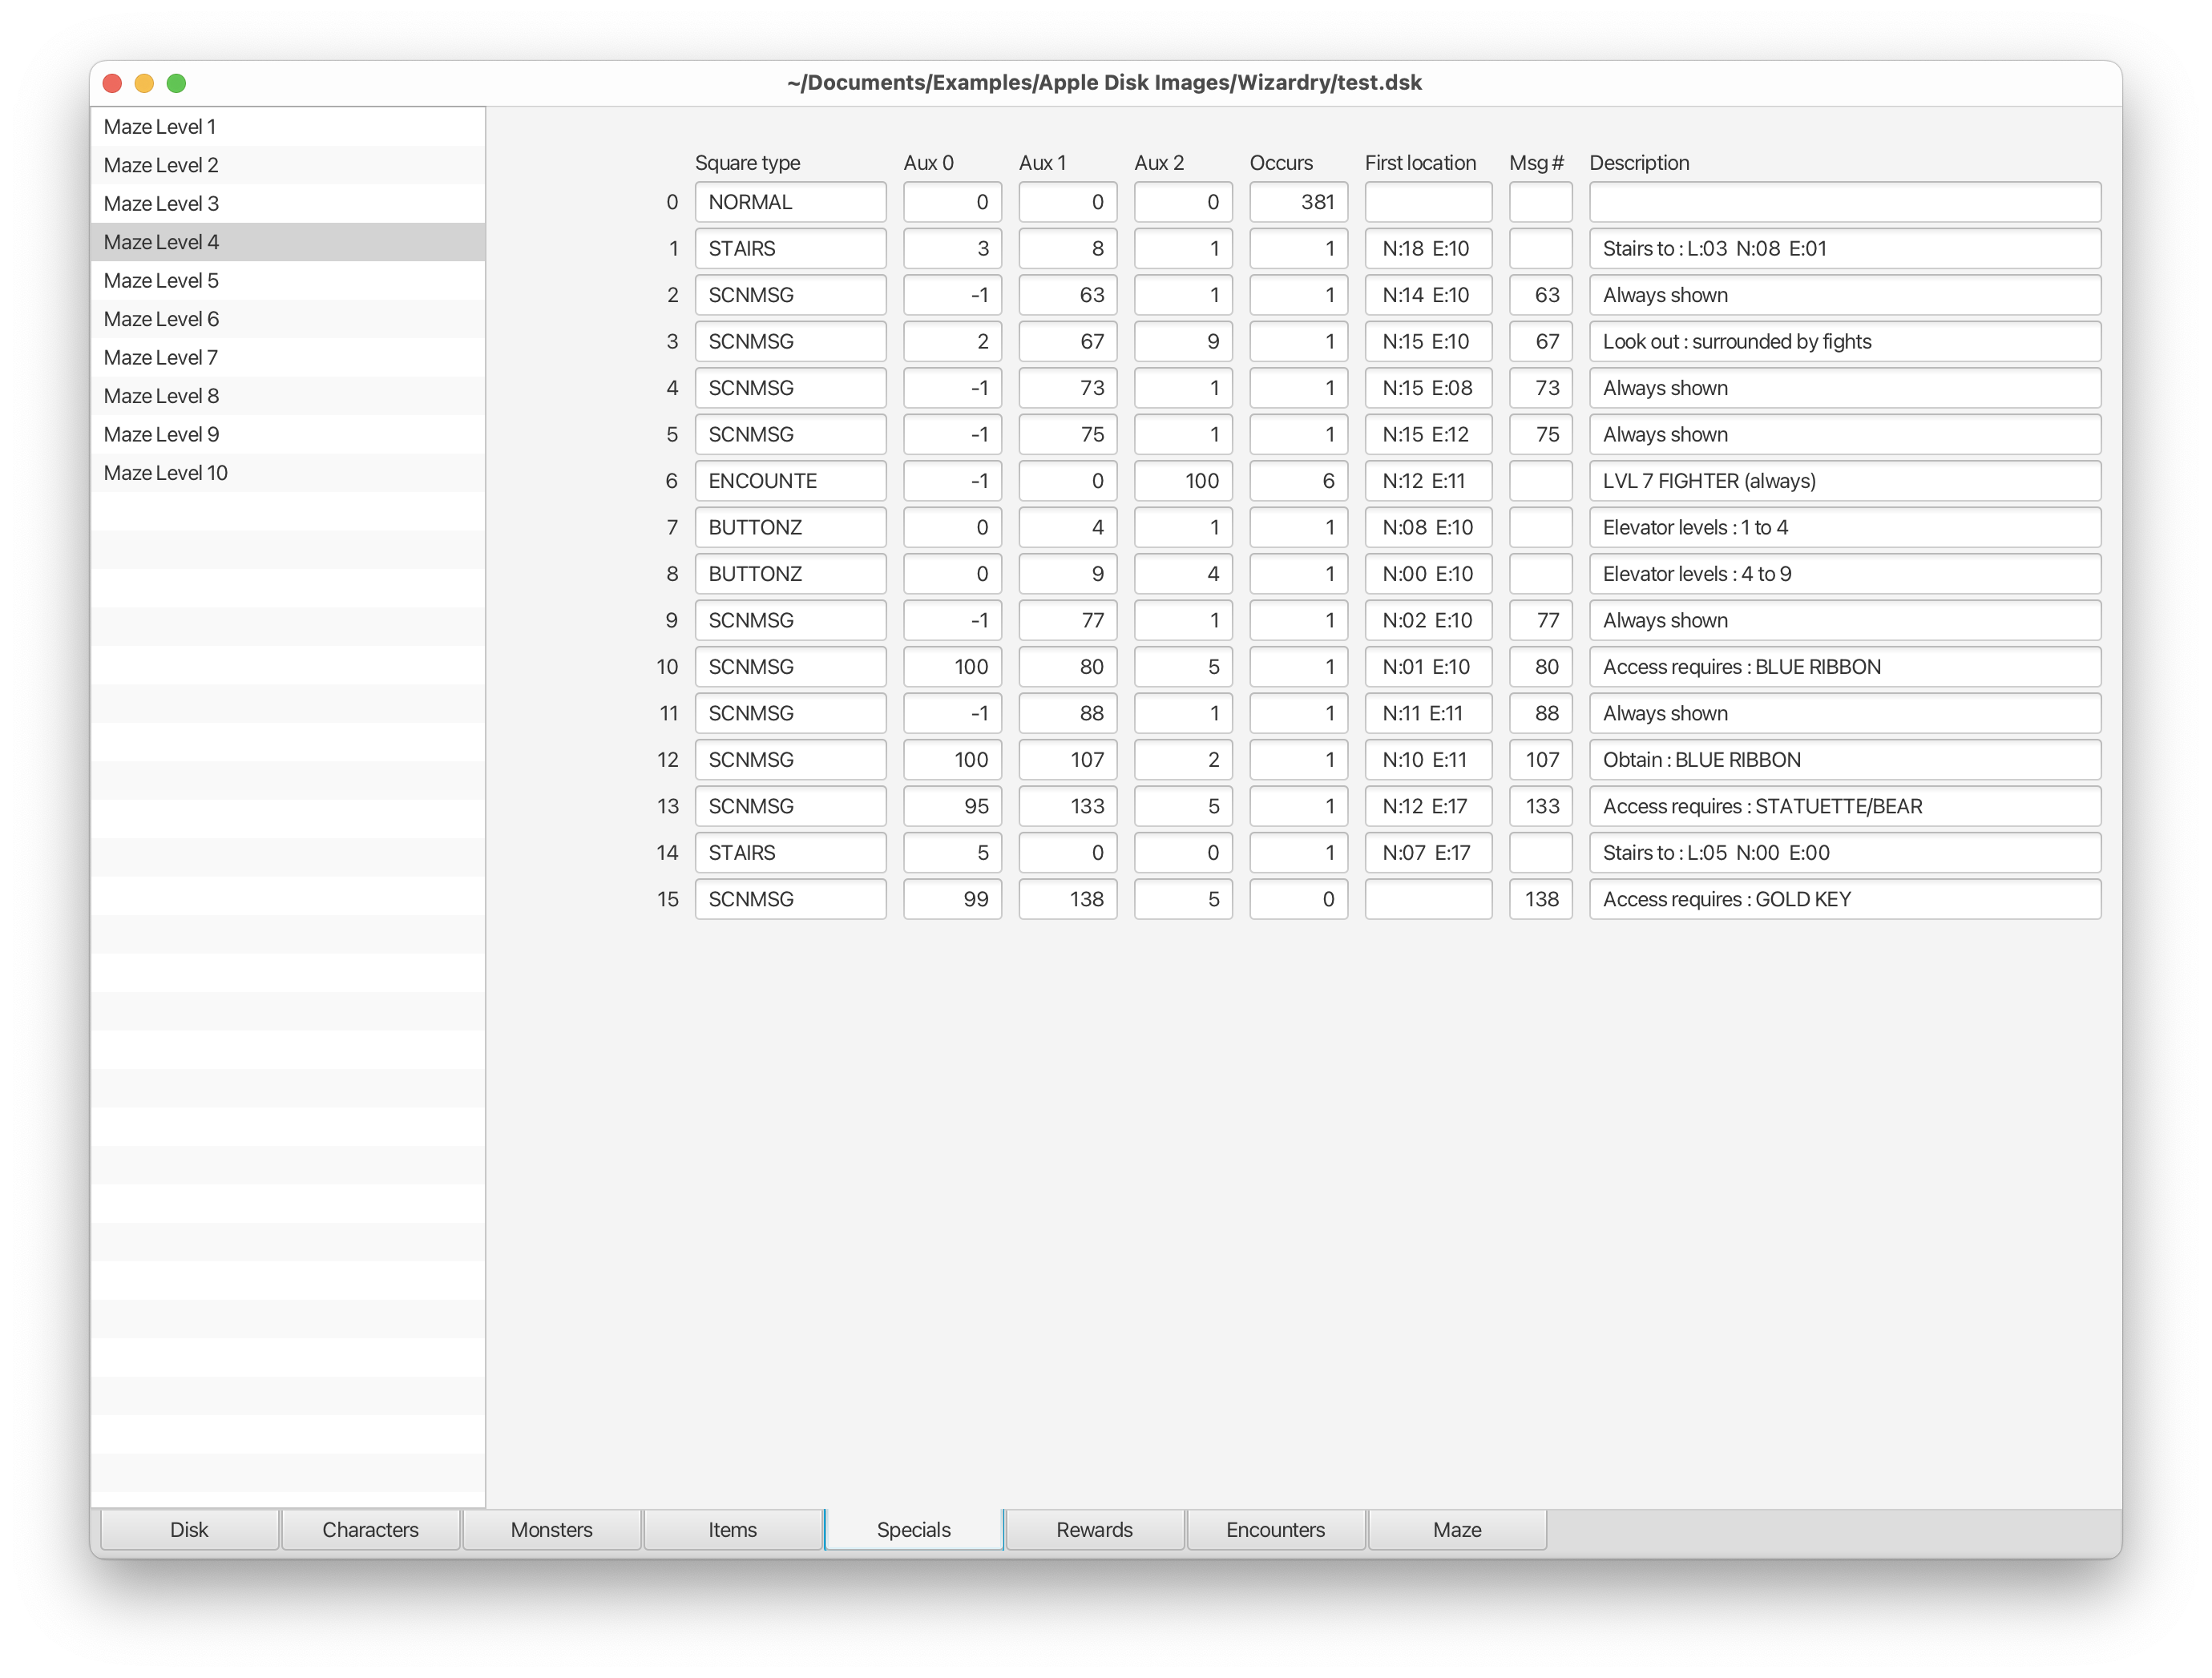 ~/Documents/Examples/Apple Disk Images/Wizardry/test.dsk
Maze Level 1
Maze Level 2
Maze Level 3
Maze Level 4
Maze Level 5
Maze Level 6
Maze Level 7
Maze Level 8
Maze Level 9
Maze Level 10
Square type Aux 0 Aux 1 Aux 2 Occurs First location Msg # Description
0 NORMAL 0 0 0 381
1 STAIRS 3 8 1 1 N:18 E:10 Stairs to : L:03 N:08 E:01
2 SCNMSG -1 63 1 1 N:14 E:10 63 Always shown
3 SCNMSG 2 67 9 1 N:15 E:10 67 Look out : surrounded by fights
4 SCNMSG -1 73 1 1 N:15 E:08 73 Always shown
5 SCNMSG -1 75 1 1 N:15 E:12 75 Always shown
6 ENCOUNTE -1 0 100 6 N:12 E:11 LVL 7 FIGHTER (always)
7 BUTTONZ 0 4 1 1 N:08 E:10 Elevator levels : 1 to 4
8 BUTTONZ 0 9 4 1 N:00 E:10 Elevator levels : 4 to 9
9 SCNMSG -1 77 1 1 N:02 E:10 77 Always shown
10 SCNMSG 100 80 5 1 N:01 E:10 80 Access requires : BLUE RIBBON
11 SCNMSG -1 88 1 1 N:11 E:11 88 Always shown
12 SCNMSG 100 107 2 1 N:10 E:11 107 Obtain : BLUE RIBBON
13 SCNMSG 95 133 5 1 N:12 E:17 133 Access requires : STATUETTE/BEAR
14 STAIRS 5 0 0 1 N:07 E:17 Stairs to : L:05 N:00 E:00
15 SCNMSG 99 138 5 0 138 Access requires : GOLD KEY
Disk Characters Monsters Items Specials Rewards Encounters Maze